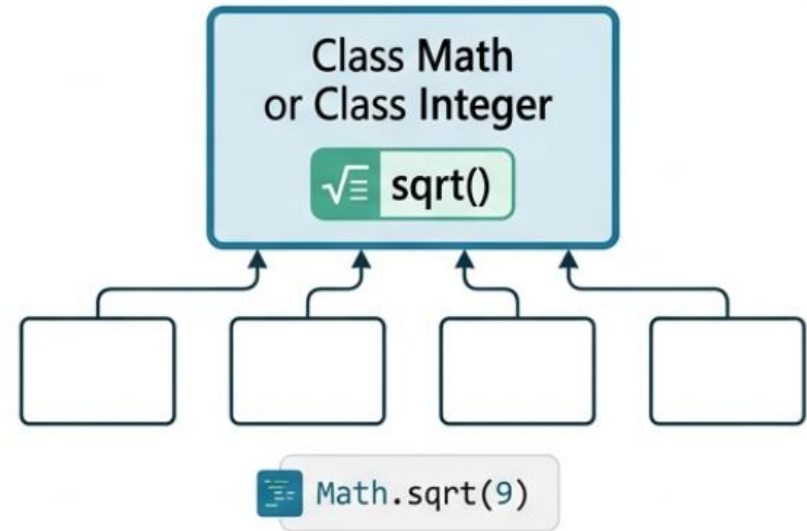 Class Math
or Class Integer
sqrt()
Math.sqrt(9)